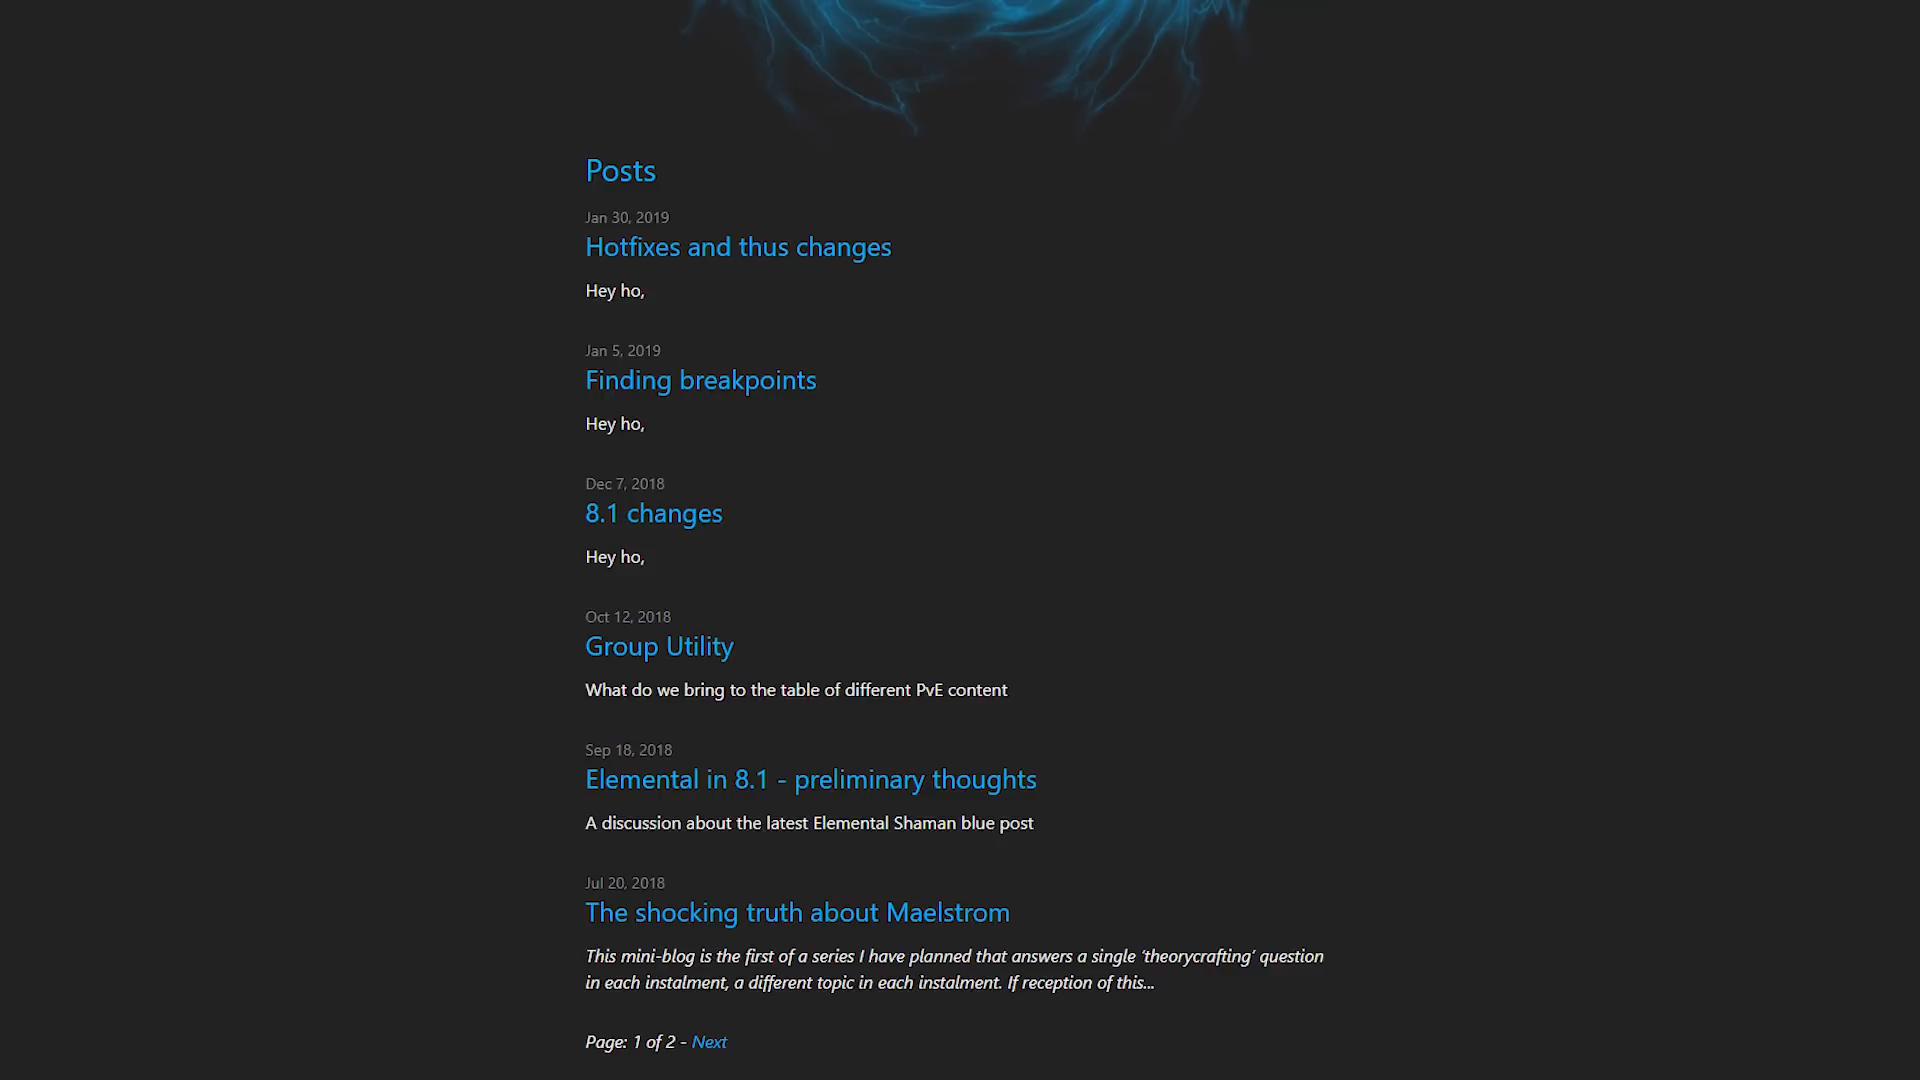 Posts
Jan 30, 2019
Hotfixes and thus changes
Hey ho,
Jan 5, 2019
Finding breakpoints
Hey ho,
Dec 7, 2018
8.1 changes
Hey ho,
Oct 12, 2018
Group Utility
What do we bring to the table of different PvE content
Sep 18, 2018
Elemental in 8.1 - preliminary thoughts
A discussion about the latest Elemental Shaman blue post
Jul 20, 2018
The shocking truth about Maelstrom
This mini-blog is the first of a series I have planned that answers a single ‘theorycrafting’ question
in each instalment, a different topic in each instalment. If reception of this...
Page: 1 of 2 - Next